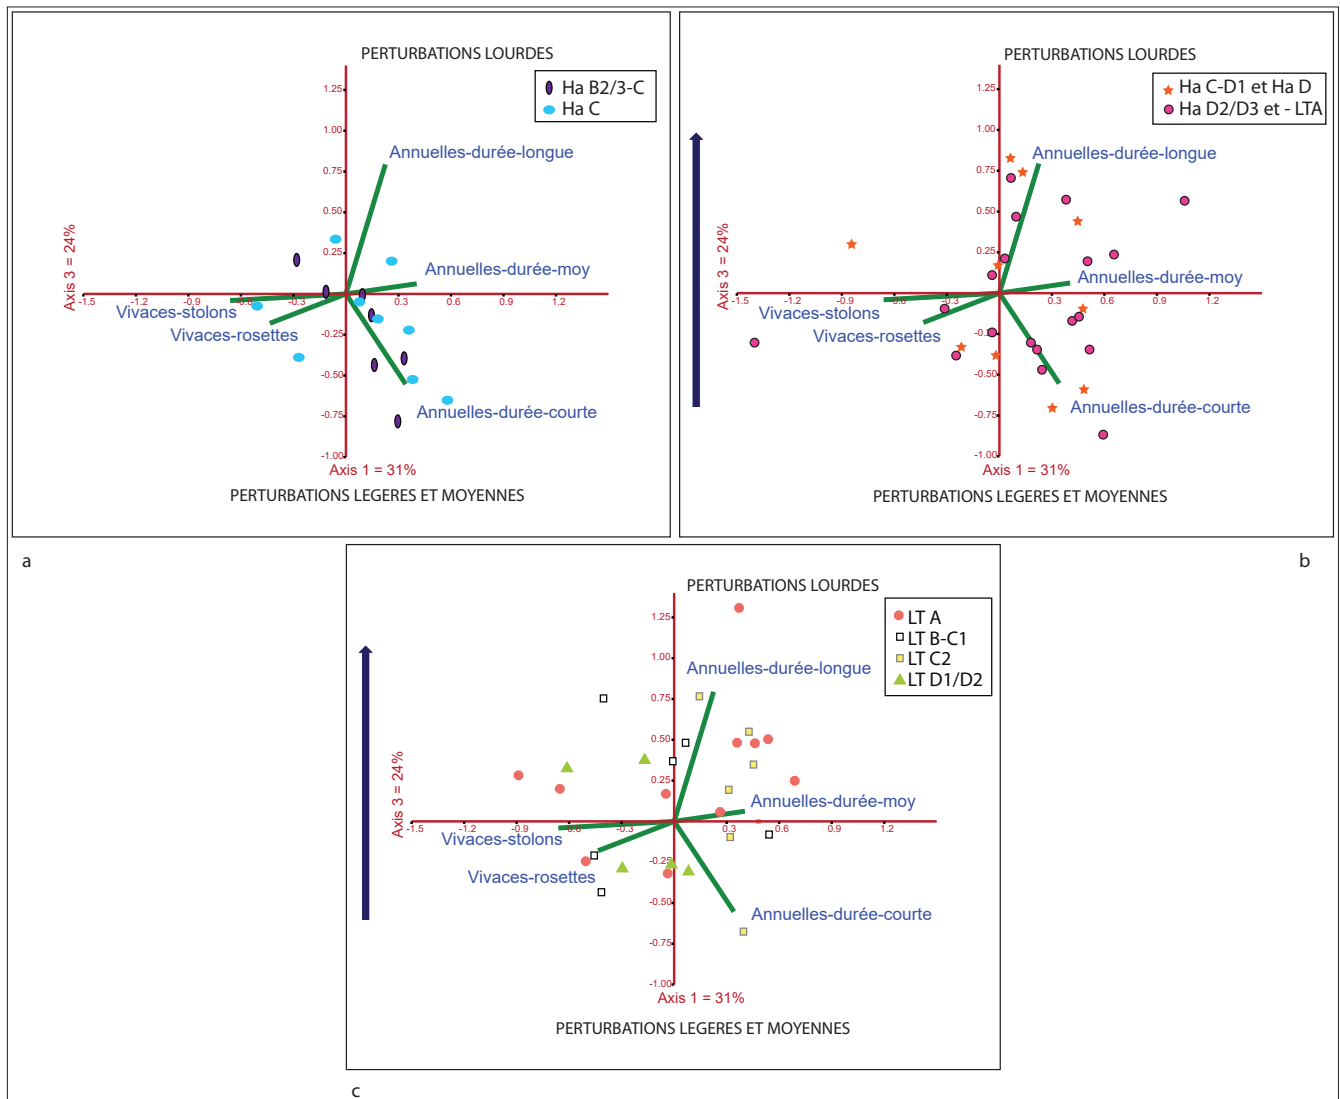 PERTURBATIONS LOURDES
Ha B2/3-C
Ha C
1.25
1.00
Annuelles-durée-longue
0.75
0.50
Axis 3 = 24%
0.25
Annuelles-durée-moy
-1.5 -1.2 -0.9 -0.3 0.3 0.6 0.9 1.2
Vivaces-stolons
Vivaces-rosettes
-0.25
-0.50
Annuelles-durée-courte
-0.75
-1.00
Axis 1 = 31%
PERTURBATIONS LEGERES ET MOYENNES
a
PERTURBATIONS LOURDES
Ha C-D1 et Ha D
Ha D2/D3 et - LTA
1.25
1.00
Annuelles-durée-longue
0.75
0.50
Axis 3 = 24%
0.25
Annuelles-durée-moy
-1.5 -1.2 -0.9 -0.3 0.3 0.6 0.9 1.2
Vivaces-stolons
Vivaces-rosettes
-0.50
Annuelles-durée-courte
-0.75
-1.00
Axis 1 = 31%
PERTURBATIONS LEGERES ET MOYENNES
b
PERTURBATIONS LOURDES
LT A
LT B-C1
LT C2
LT D1/D2
1.25
1.00
Annuelles-durée-longue
0.75
0.50
Axis 3 = 24%
0.25
Annuelles-durée-moy
-1.5 -1.2 -0.9 -0.3 0.3 0.6 0.9 1.2
Vivaces-stolons
-0.25
Vivaces-rosettes
-0.50
Annuelles-durée-courte
-0.75
-1.00
Axis 1 = 31%
PERTURBATIONS LEGERES ET MOYENNES
c